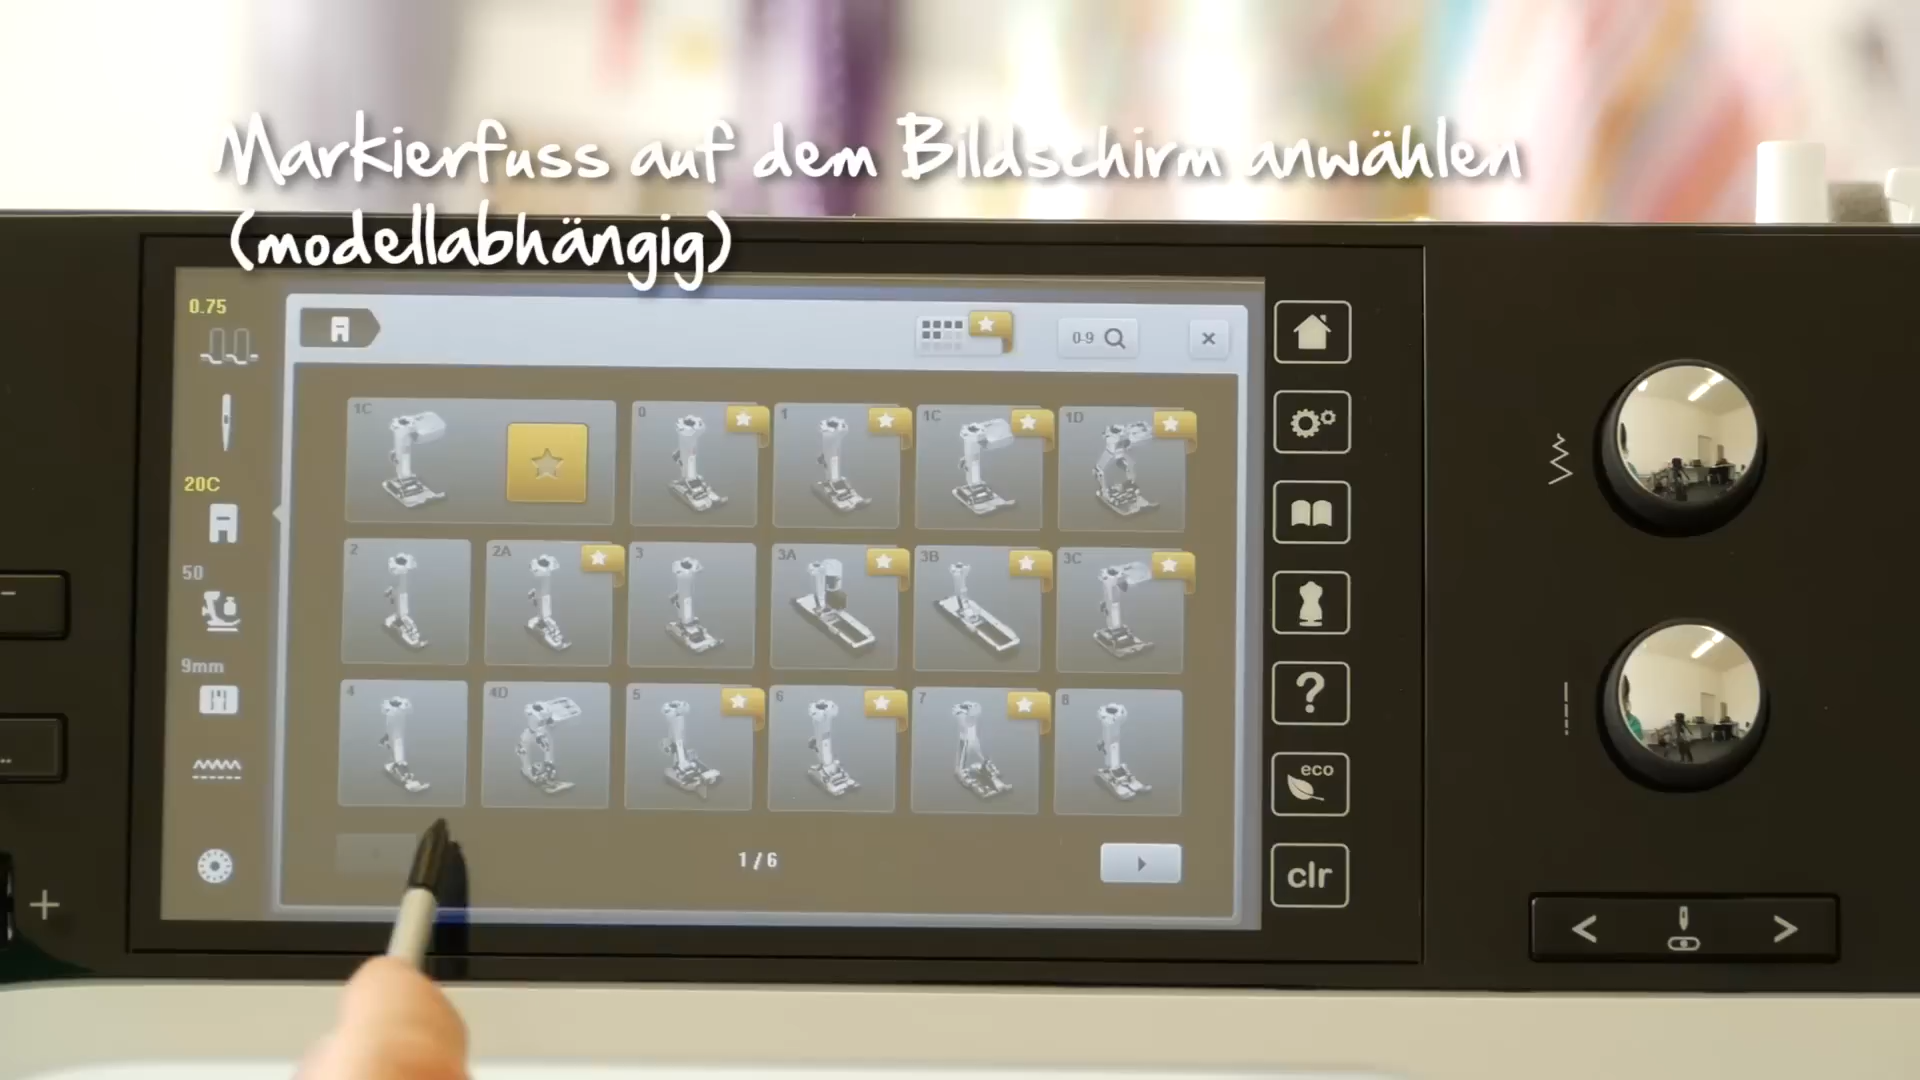 Markierfuss auf dem Bildschirm anwählen
(modellabhängig)
0.75
20C
50
9mm
0-9
1C
0
1
1C
1D
2
2A
3
3A
3B
3C
4
4D
5
6
7
8
1 / 6
?
eco
clr